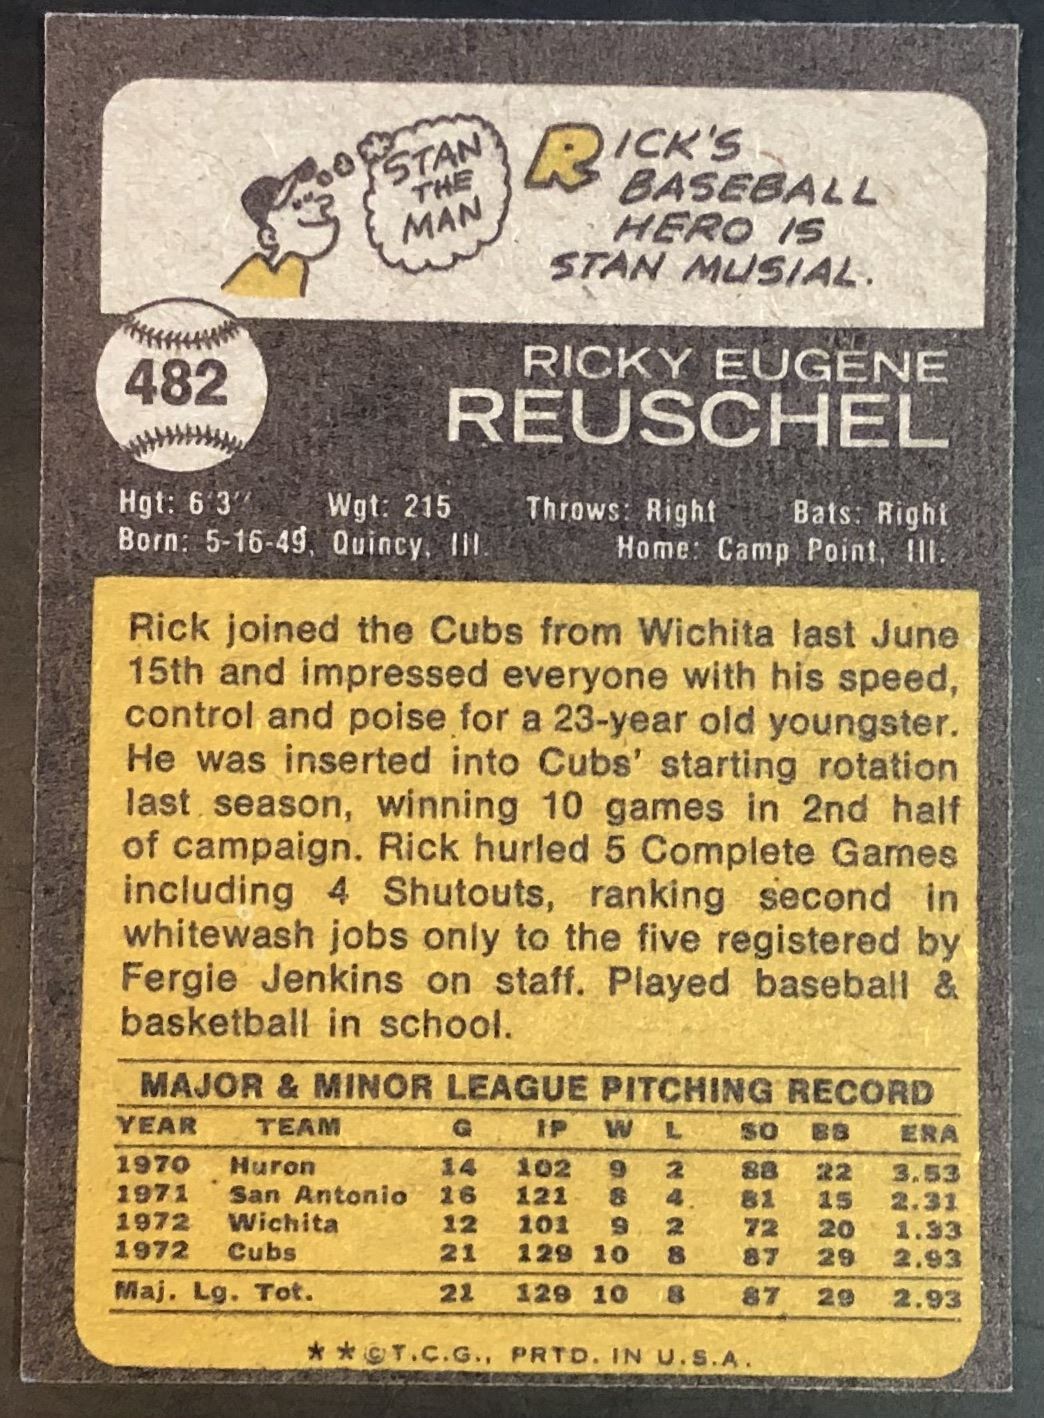 STAN
THE
MAN
RICK'S
BASEBALL
HERO IS
STAN MUSIAL.
482
RICKY EUGENE
REUSCHEL
Hgt: 6'3" Wgt: 215 Throws: Right Bats: Right
Born: 5-16-49, Quincy, Ill. Home: Camp Point, Ill.
Rick joined the Cubs from Wichita last June
15th and impressed everyone with his speed,
control and poise for a 23-year old youngster.
He was inserted into Cubs' starting rotation
last season, winning 10 games in 2nd half
of campaign. Rick hurled 5 Complete Games
including 4 Shutouts, ranking second in
whitewash jobs only to the five registered by
Fergie Jenkins on staff. Played baseball &
basketball in school.
MAJOR & MINOR LEAGUE PITCHING RECORD
YEAR TEAM G IP W L SO BB ERA
1970 Huron 14 102 9 2 88 22 3.53
1971 San Antonio 16 121 8 4 81 15 2.31
1972 Wichita 12 101 9 2 72 20 1.33
1972 Cubs 21 129 10 8 87 29 2.93
Maj. Lg. Tot. 21 129 10 8 87 29 2.93
* * © T.C.G., PRTD. IN U.S.A.